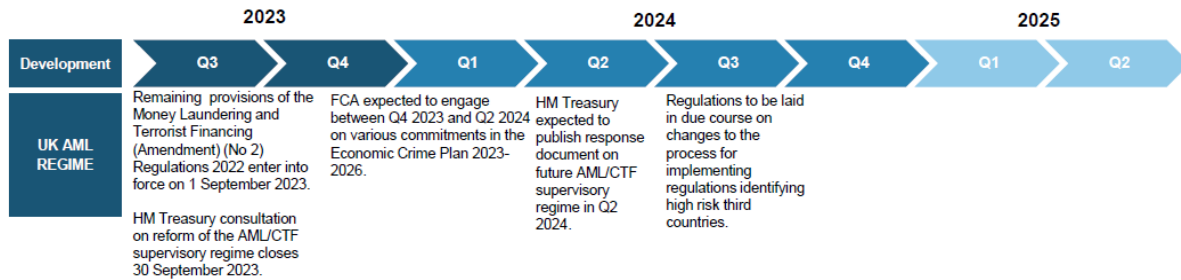 2023
2024
2025
Development
Q3
Q4
Q1
Q2
Q3
Q4
Q1
Q2
UK AML
REGIME
Remaining provisions of the
Money Laundering and
Terrorist Financing
(Amendment) (No 2)
Regulations 2022 enter into
force on 1 September 2023.
HM Treasury consultation
on reform of the AML/CTF
supervisory regime closes
30 September 2023.
FCA expected to engage
between Q4 2023 and Q2 2024
on various commitments in the
Economic Crime Plan 2023-
2026.
HM Treasury
expected to
publish response
document on
future AML/CTF
supervisory
regime in Q2
2024.
Regulations to be laid
in due course on
changes to the
process for
implementing
regulations identifying
high risk third
countries.